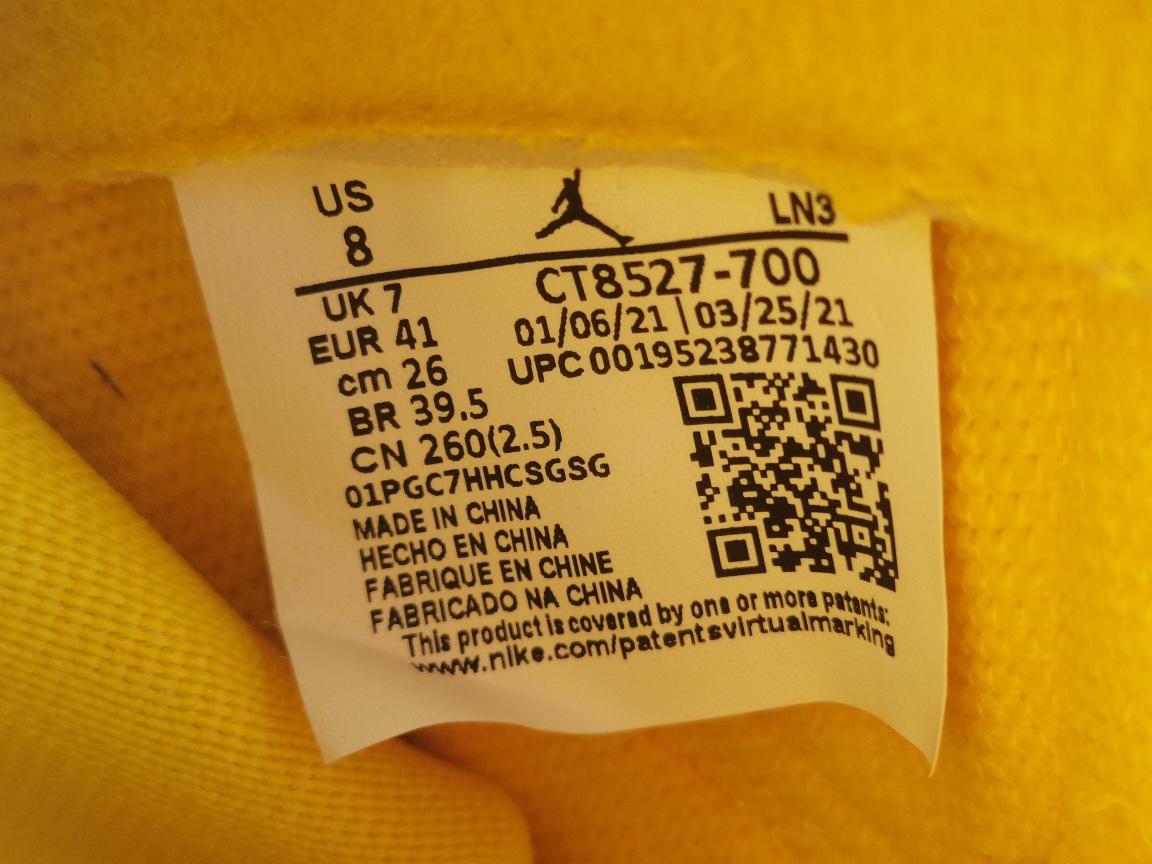 US LN3
8
UK 7 CT8527-700
EUR 41 01/06/21 | 03/25/21
cm 26 UPC 00195238771430
BR 39.5
CN 260(2.5)
01PGC7HHCSGSG
MADE IN CHINA
HECHO EN CHINA
FABRIQUE EN CHINE
FABRICADO NA CHINA
This product is covered by one or more patents:
www.nike.com/patentsvirtualmarking